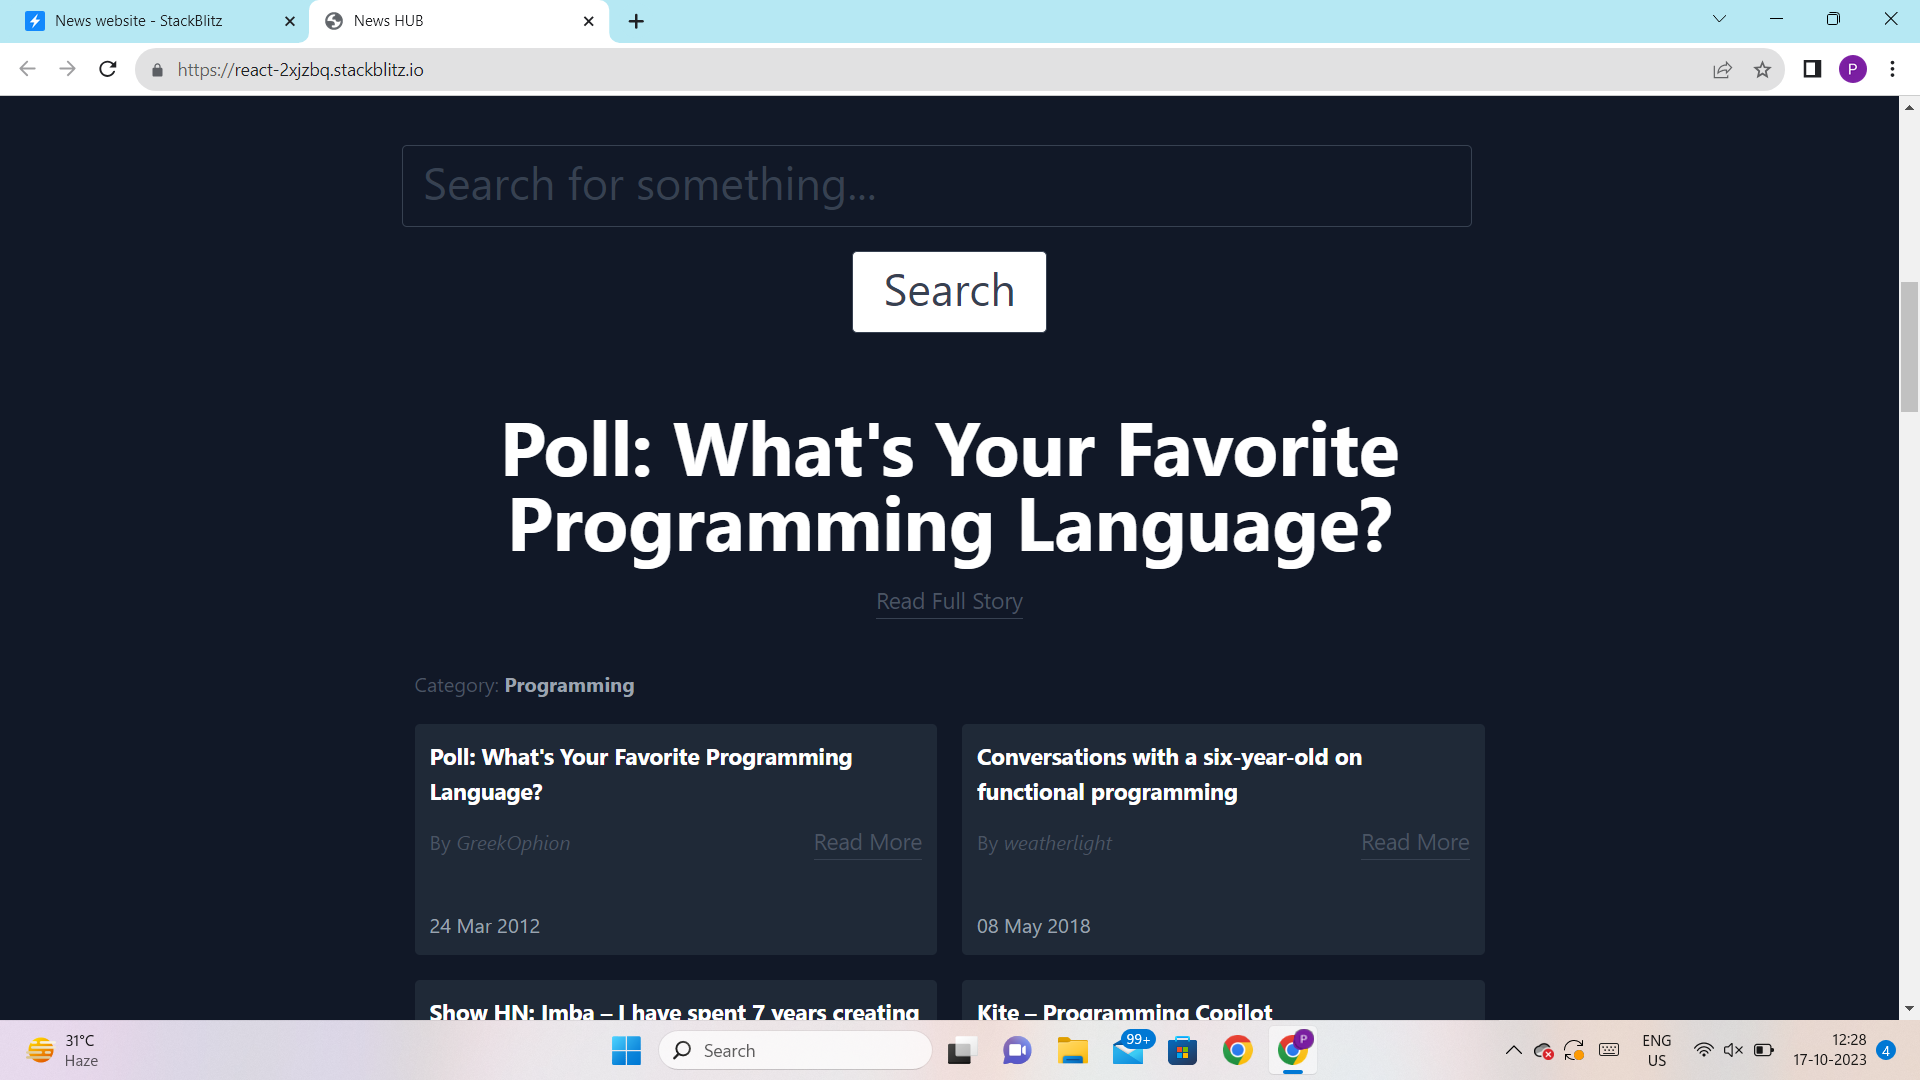 News website - StackBlitz
News HUB
https://react-2xjzbq.stackblitz.io
P
Search for something...
Search
Poll: What's Your Favorite
Programming Language?
Read Full Story
Category: Programming
Poll: What's Your Favorite Programming
Language?
By GreekOphion
Read More
24 Mar 2012
Conversations with a six-year-old on
functional programming
By weatherlight
Read More
08 May 2018
Show HN: Imba – I have spent 7 years creating
Kite – Programming Copilot
31°C
Haze
Search
99+
P
ENG
US
12:28
17-10-2023
4